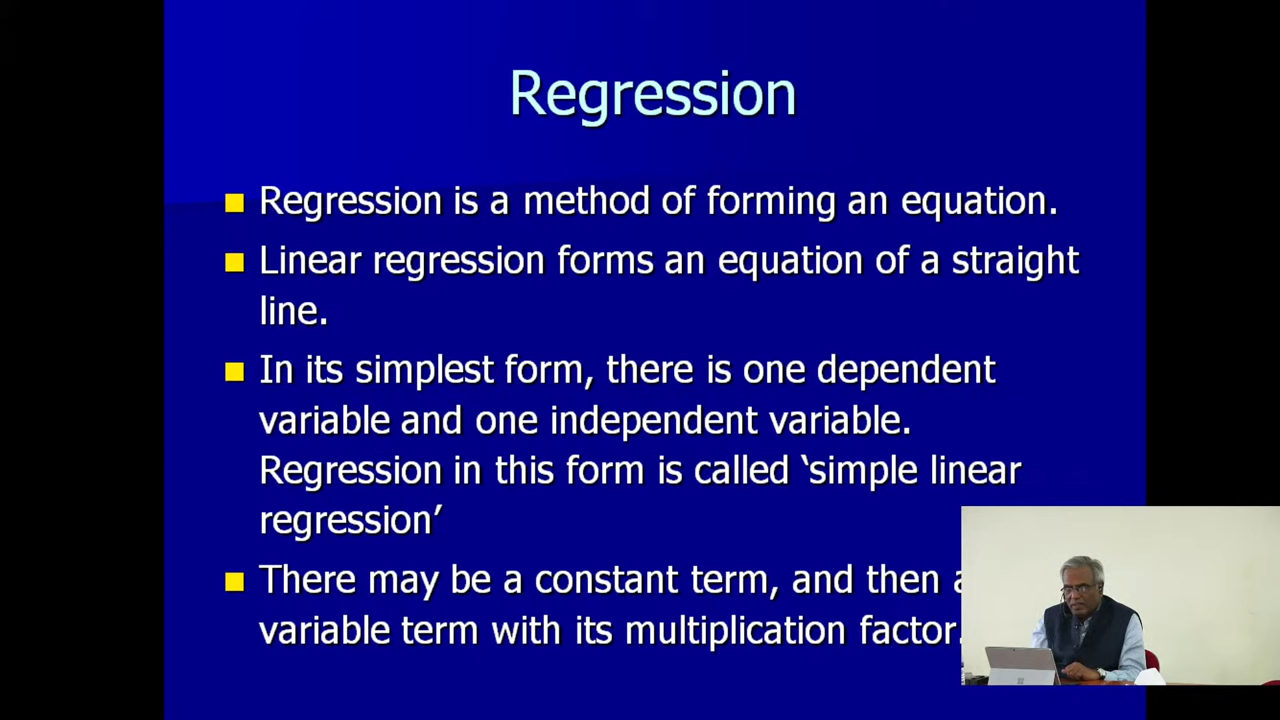 Regression
Regression is a method of forming an equation.
Linear regression forms an equation of a straight
line.
In its simplest form, there is one dependent
variable and one independent variable.
Regression in this form is called ‘simple linear
regression’
There may be a constant term, and then
variable term with its multiplication factor.